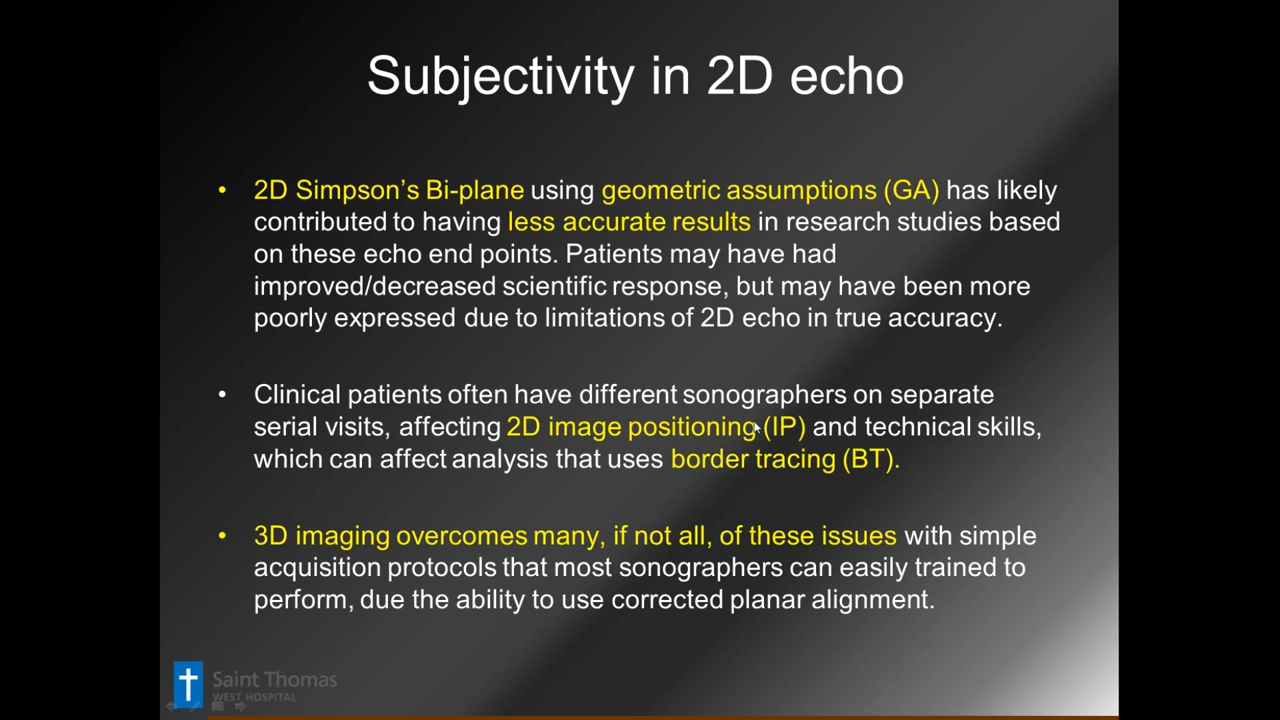 Subjectivity in 2D echo
• 2D Simpson’s Bi-plane using geometric assumptions (GA) has likely
contributed to having less accurate results in research studies based
on these echo end points. Patients may have had
improved/decreased scientific response, but may have been more
poorly expressed due to limitations of 2D echo in true accuracy.
• Clinical patients often have different sonographers on separate
serial visits, affecting 2D image positioning (IP) and technical skills,
which can affect analysis that uses border tracing (BT).
• 3D imaging overcomes many, if not all, of these issues with simple
acquisition protocols that most sonographers can easily trained to
perform, due the ability to use corrected planar alignment.
Saint Thomas
WEST HOSPITAL